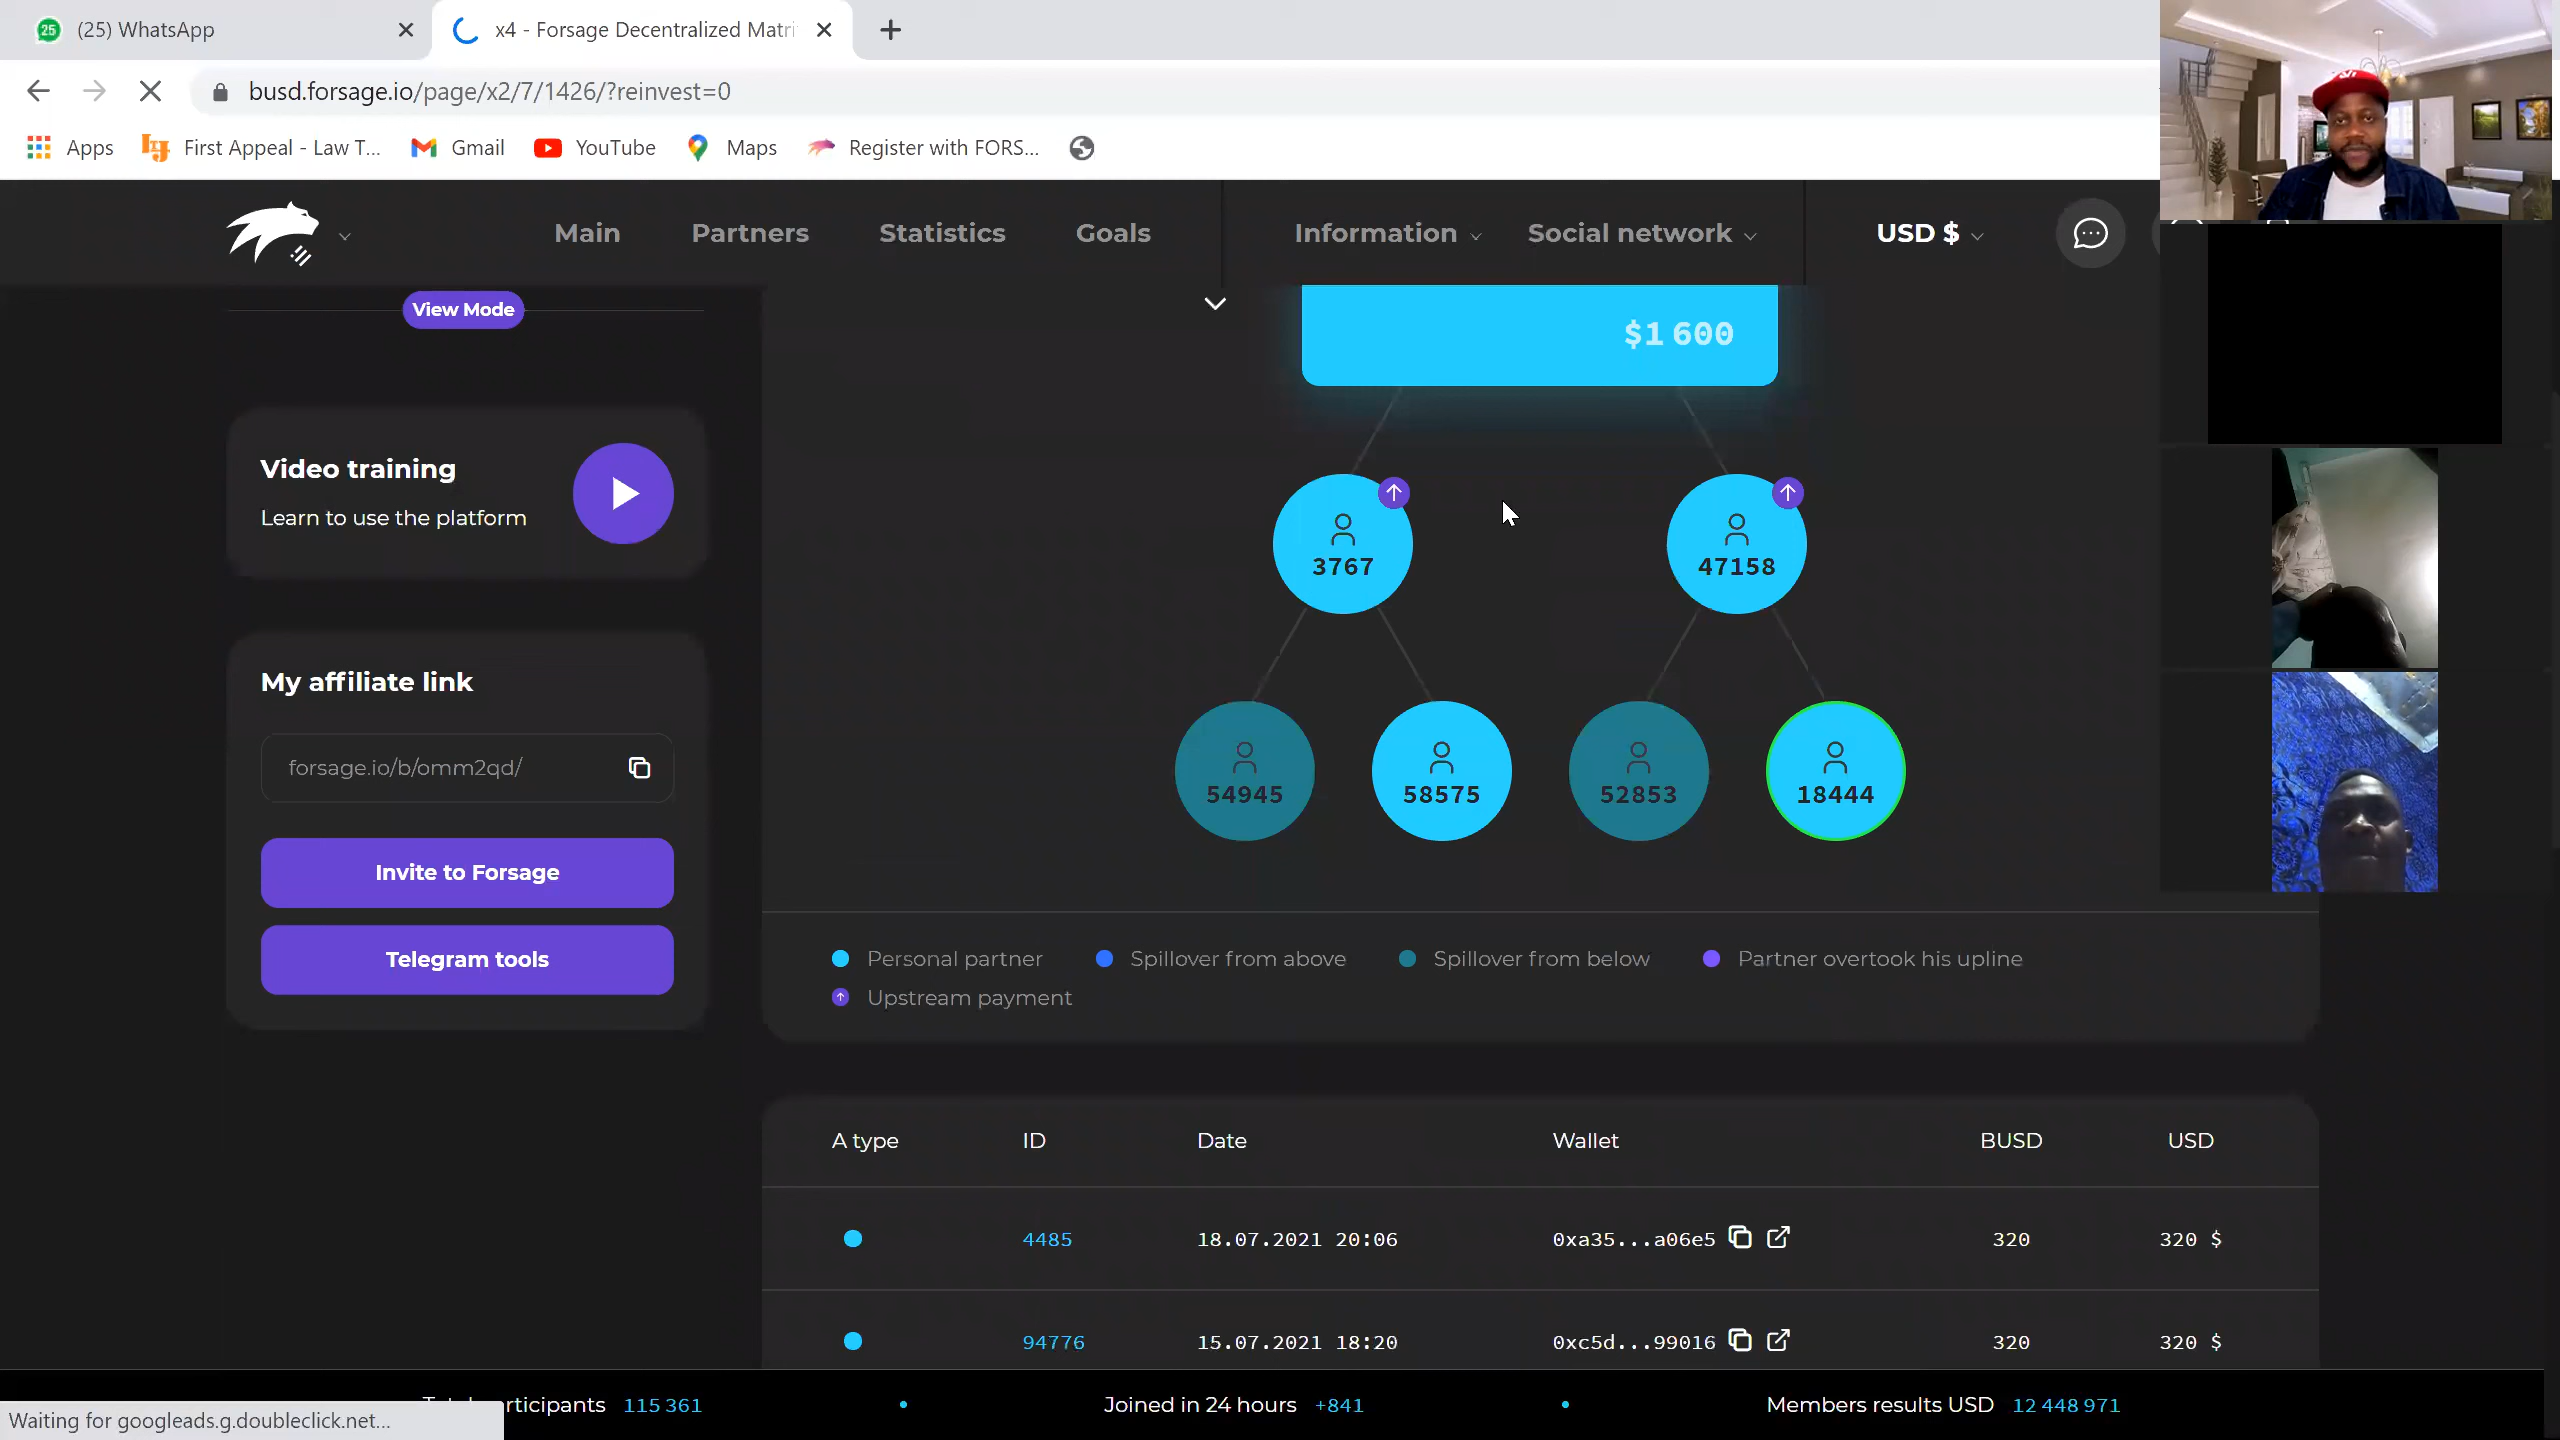 25 (25) WhatsApp
x4 - Forsage Decentralized Matri
busd.forsage.io/page/x2/7/1426/?reinvest=0
Apps
First Appeal - Law T...
Gmail
YouTube
Maps
Register with FORS...
Main
Partners
Statistics
Goals
Information
Social network
USD $
View Mode
$1 600
Video training
Learn to use the platform
3767
47158
My affiliate link
forsage.io/b/omm2qd/
54945
58575
52853
18444
Invite to Forsage
Telegram tools
Personal partner
Spillover from above
Spillover from below
Partner overtook his upline
Upstream payment
A type ID Date Wallet BUSD USD
4485 18.07.2021 20:06 0xa35...a06e5 320 320 $
94776 15.07.2021 18:20 0xc5d...99016 320 320 $
115 361
Joined in 24 hours +841
Members results USD 12 448 971
Waiting for googleads.g.doubleclick.net...